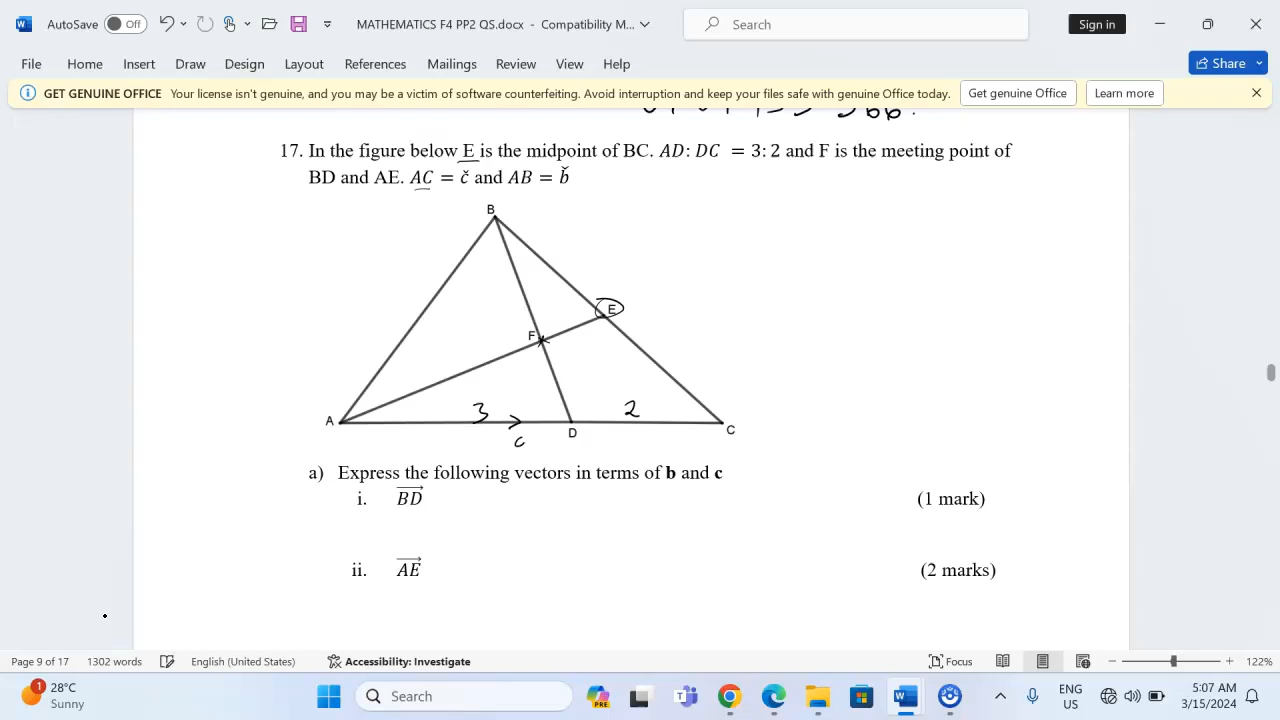 AutoSave Off MATHEMATICS F4 PP2 QS.docx - Compatibility M... Search Sign in
File Home Insert Draw Design Layout References Mailings Review View Help Share
GET GENUINE OFFICE Your license isn't genuine, and you may be a victim of software counterfeiting. Avoid interruption and keep your files safe with genuine Office today. Get genuine Office Learn more
17. In the figure below E is the midpoint of BC. AD: DC = 3: 2 and F is the meeting point of
BD and AE. AC = č and AB = b̌
B
E
F
A 3 2
D C
c
a) Express the following vectors in terms of b and c
i. BD (1 mark)
ii. AE (2 marks)
Page 9 of 17 1302 words English (United States) Accessibility: Investigate Focus 122%
1 28°C Search PRE ENG 5:07 AM
Sunny US 3/15/2024